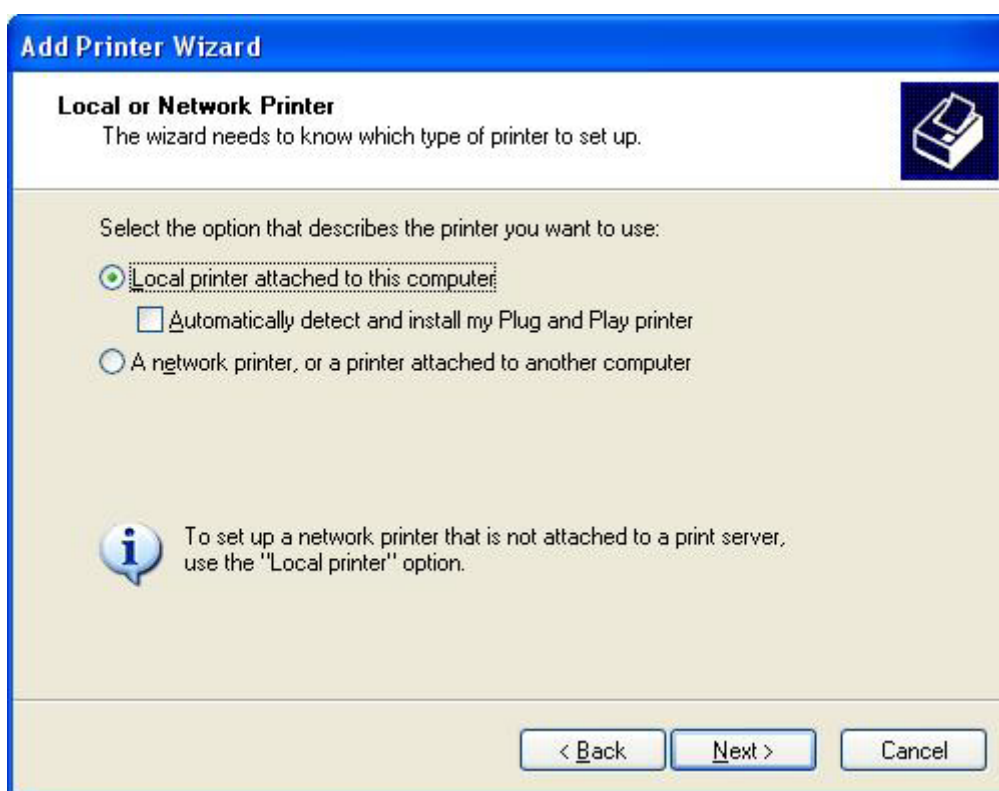 Add Printer Wizard
Local or Network Printer
The wizard needs to know which type of printer to set up.
Select the option that describes the printer you want to use:
Local printer attached to this computer
Automatically detect and install my Plug and Play printer
A network printer, or a printer attached to another computer
To set up a network printer that is not attached to a print server,
use the "Local printer" option.
< Back Next > Cancel